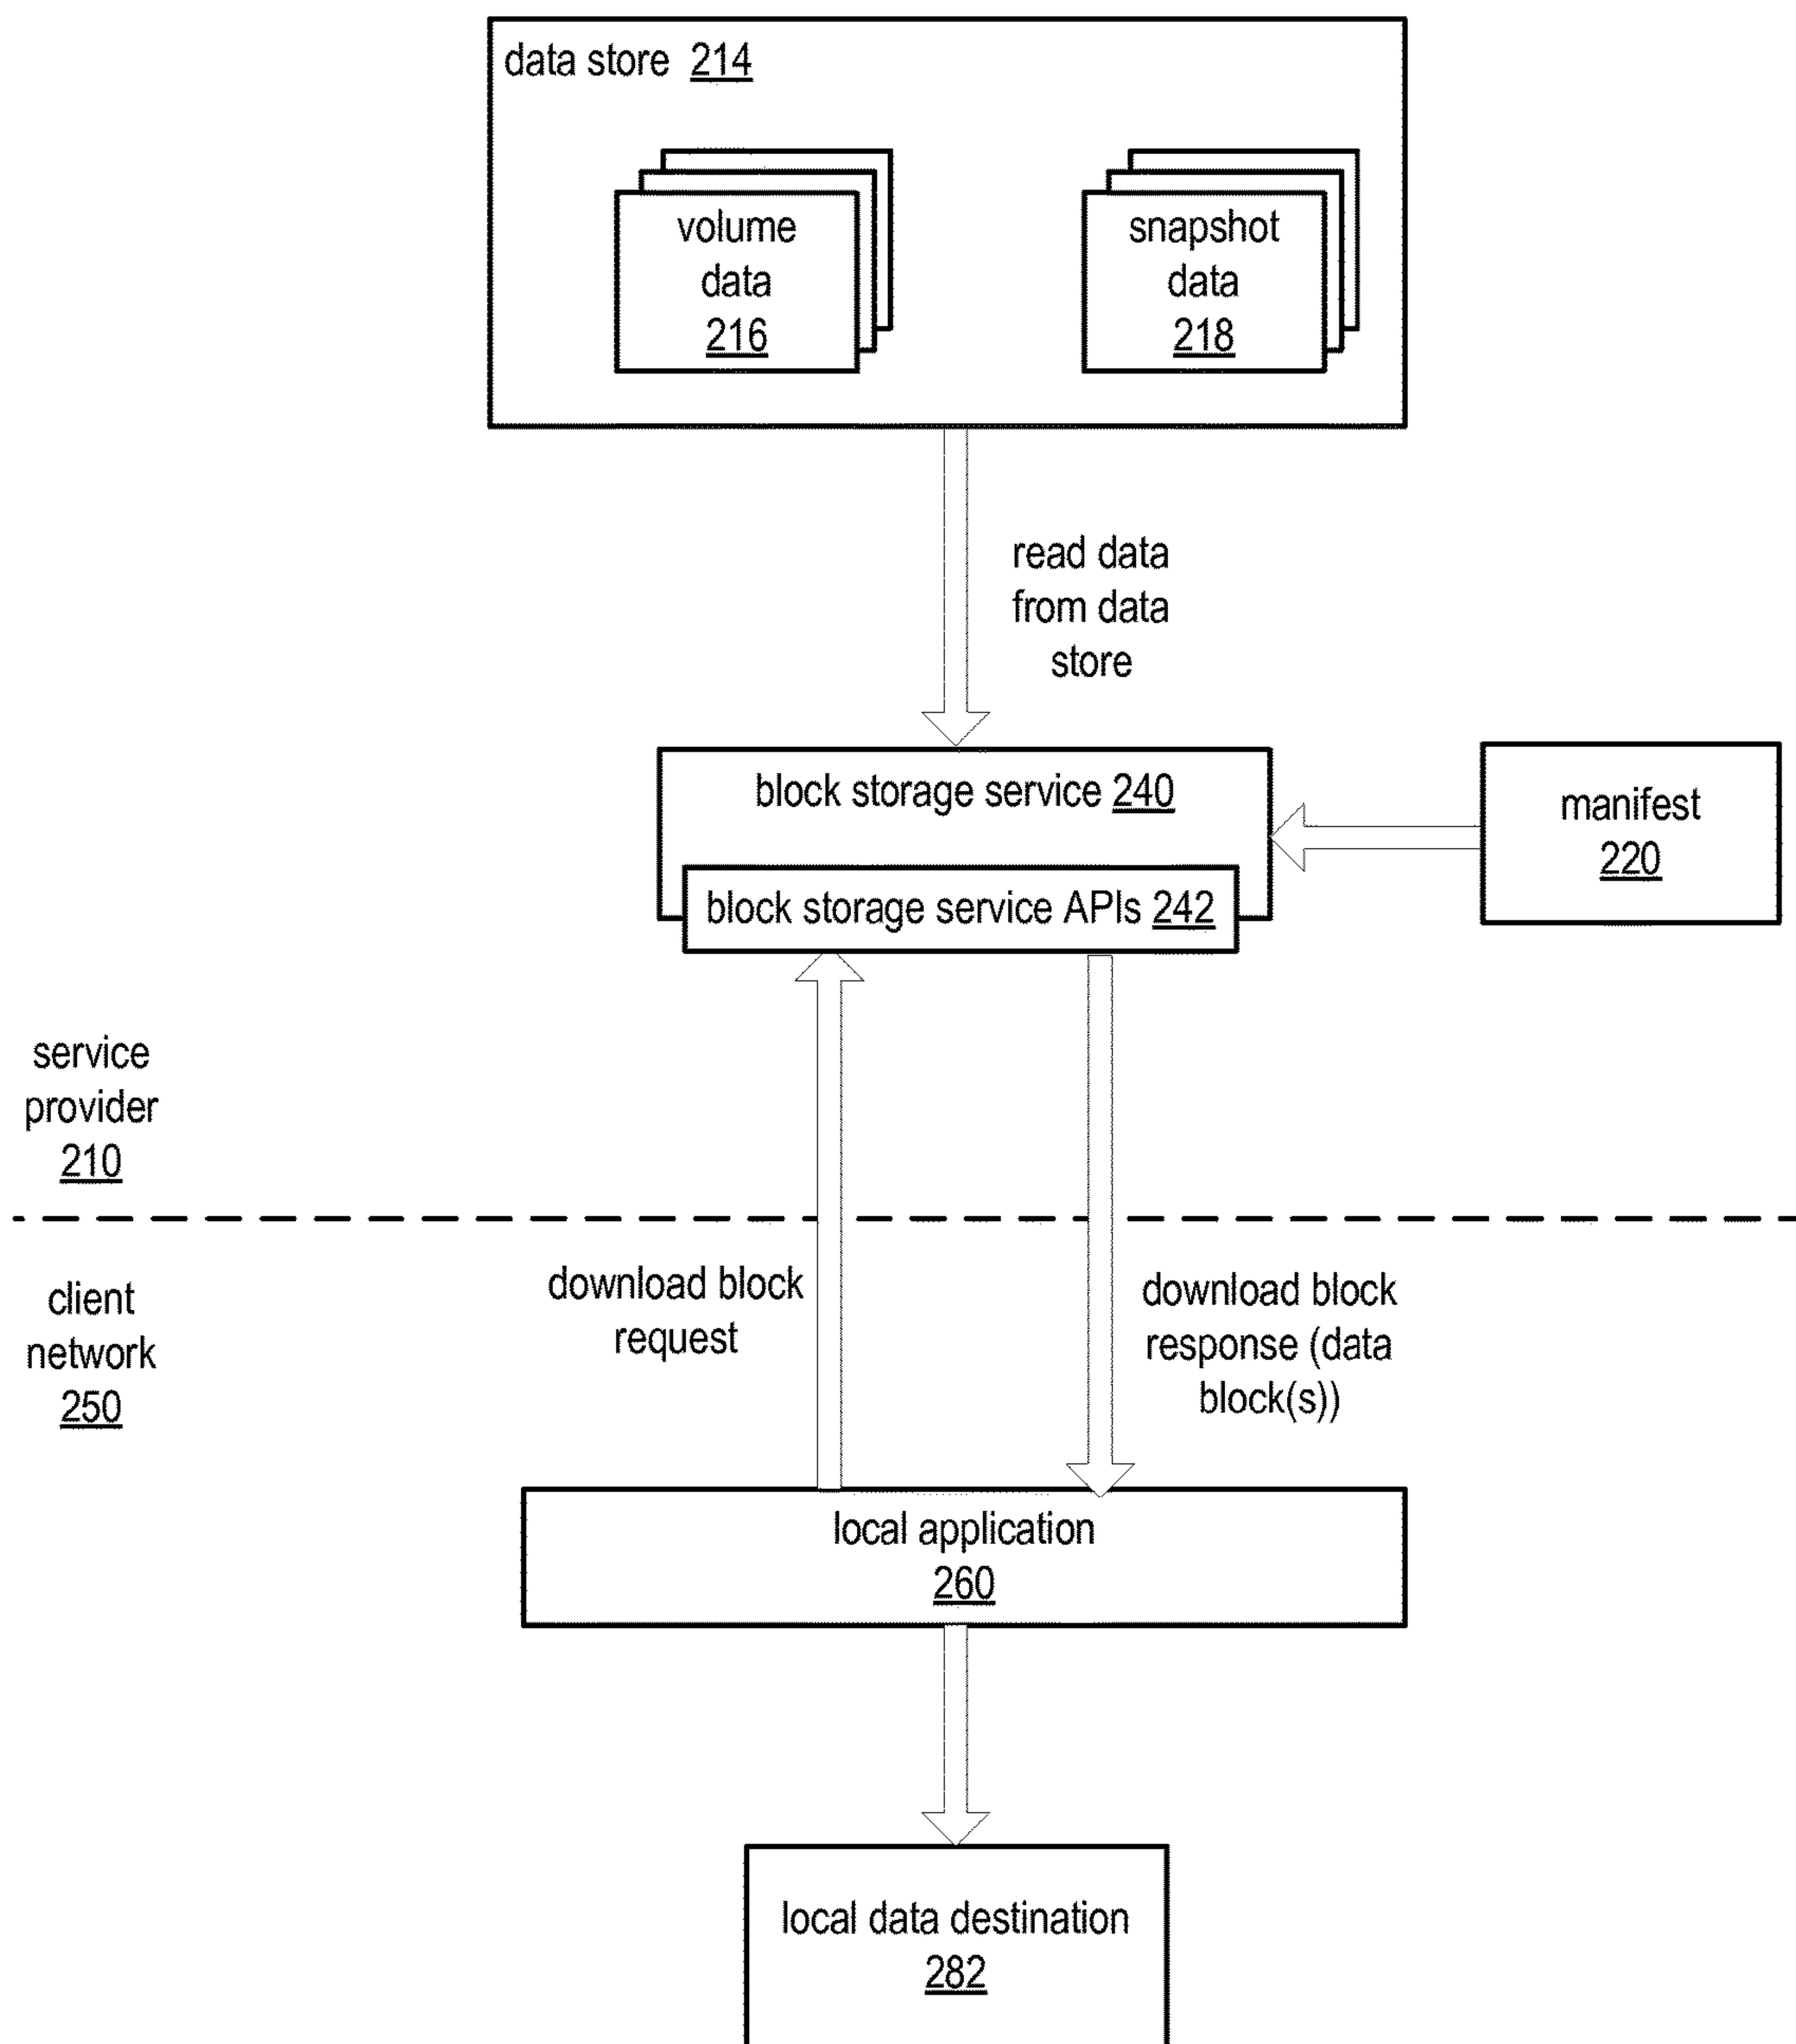 data store 214
volume
data
216
snapshot
data
218
read data
from data
store
block storage service 240
manifest
220
block storage service APIs 242
service
provider
210
client
network
250
download block
request
download block
response (data
block(s))
local application
260
local data destination
282